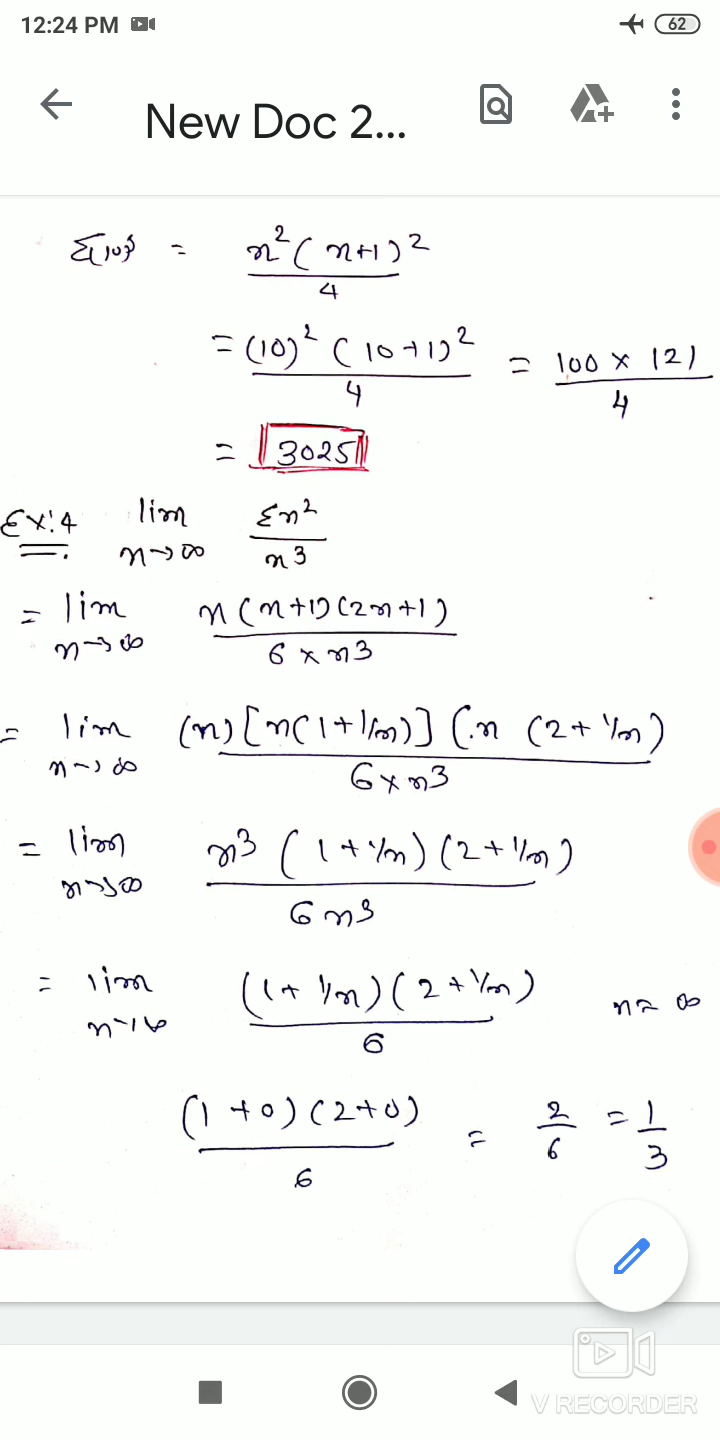 12:24 PM 62
New Doc 2...
= n²(n+1)² / 4
= (10)² (10+1)² / 4 = 100 × 121 / 4
= 3025
Ex:4 lim n→∞ Σn² / n³
= lim n→∞ n(n+1)(2n+1) / 6 × n³
= lim n→∞ (n)[n(1+1/n)] (n (2+1/n) / 6 × n³
= lim n→∞ n³ (1+1/n)(2+1/n) / 6n³
= lim n→∞ (1+1/n)(2+1/n) / 6 n = ∞
(1+0)(2+0) / 6 = 2/6 = 1/3
V RECORDER